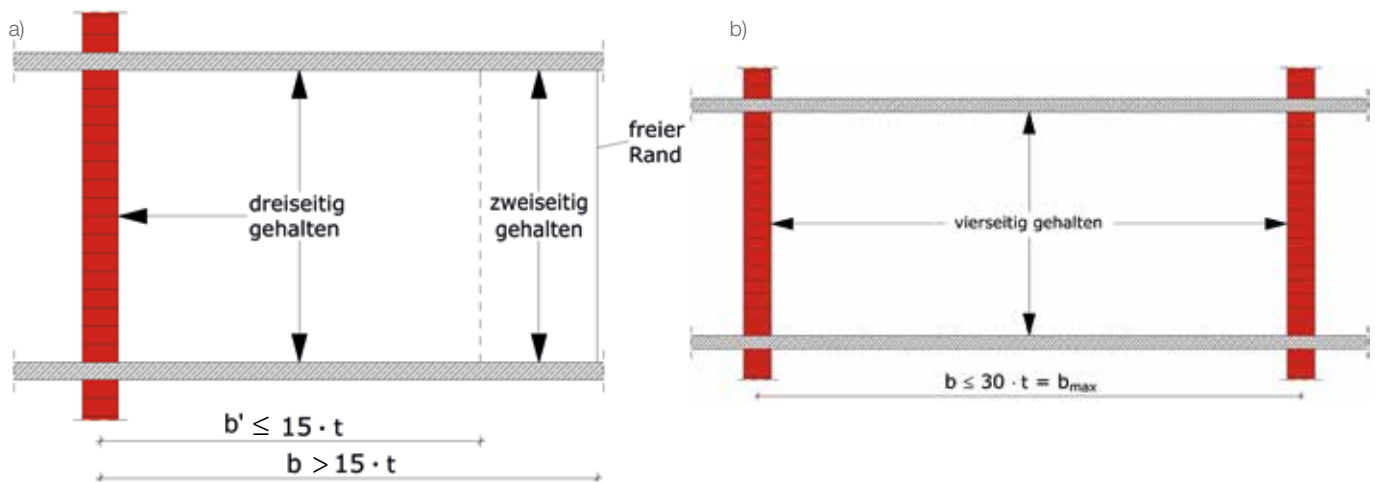 a)
freier
Rand
dreiseitig
gehalten
zweiseitig
gehalten
b' ≤ 15 · t
b > 15 · t
b)
vierseitig gehalten
b ≤ 30 · t = bmax